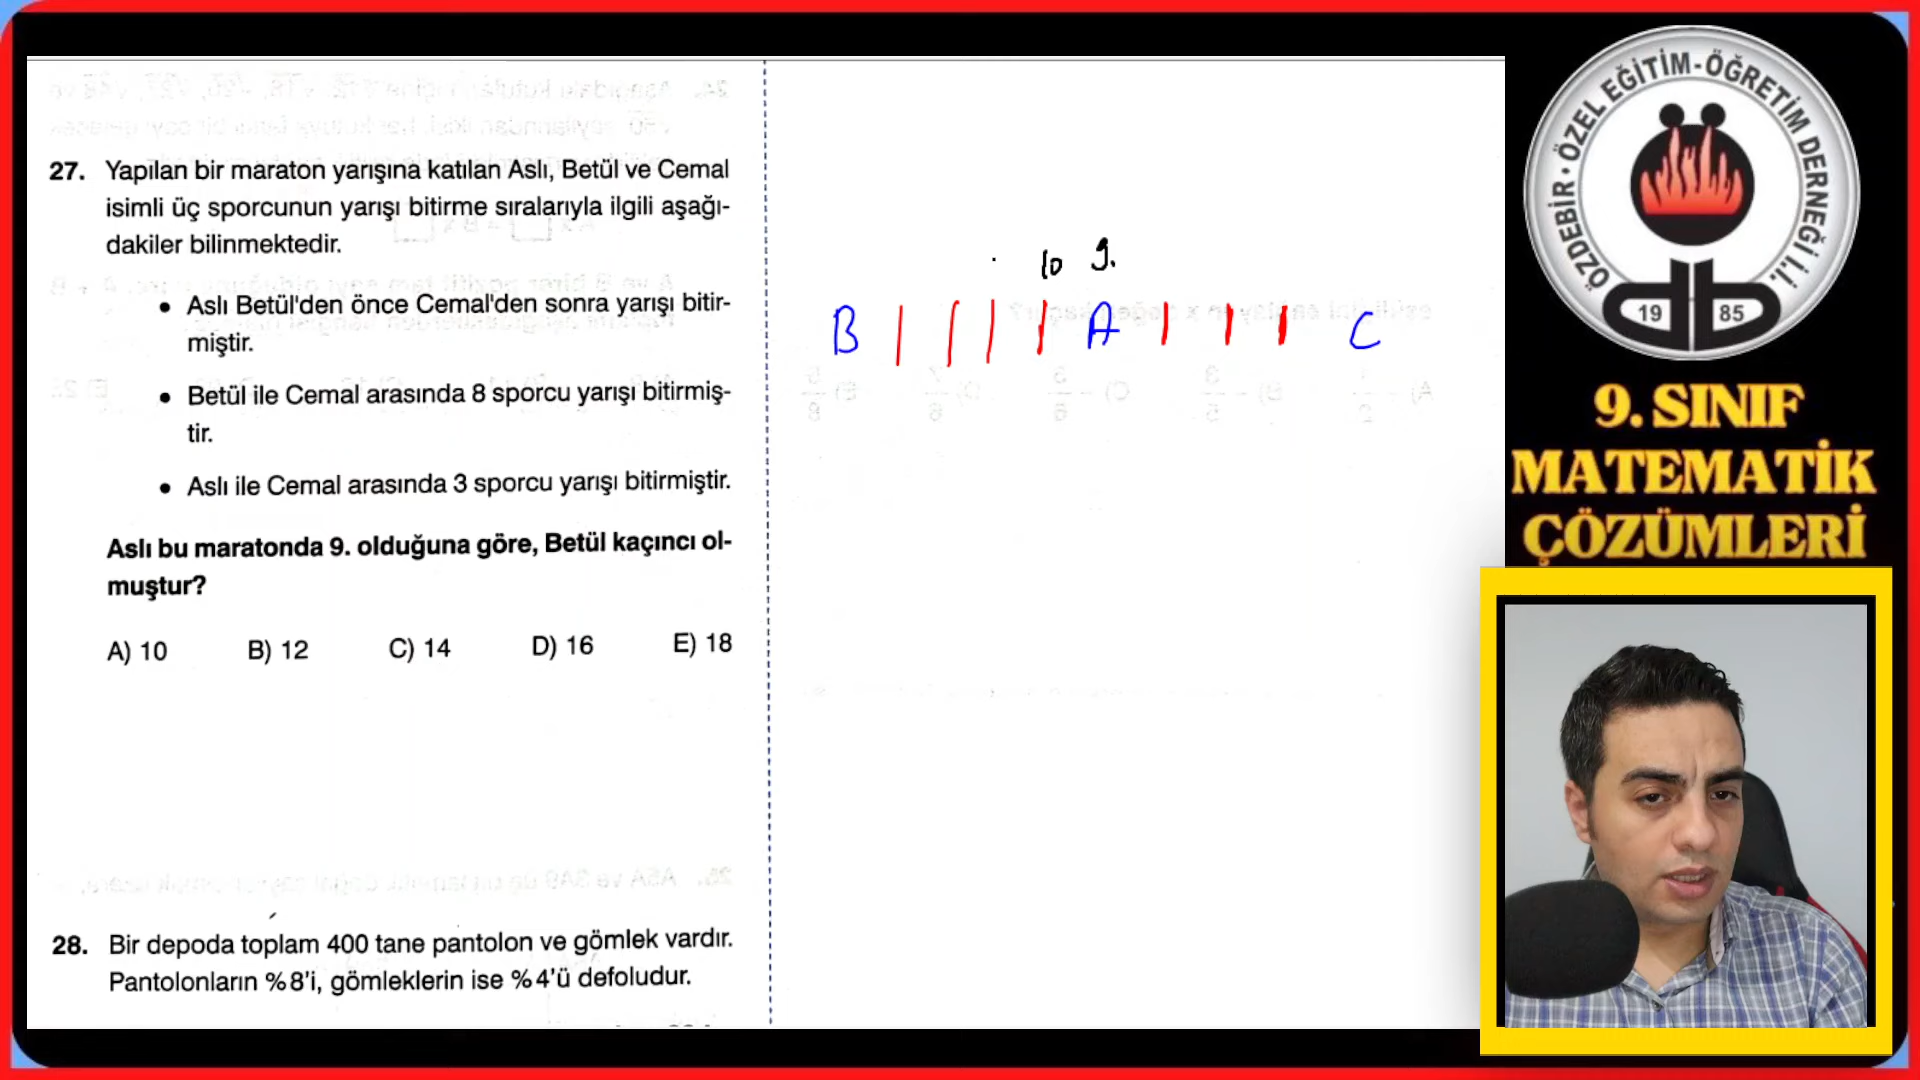 27. Yapılan bir maraton yarışına katılan Aslı, Betül ve Cemal
isimli üç sporcunun yarışı bitirme sıralarıyla ilgili aşağı-
dakiler bilinmektedir.
• Aslı Betül'den önce Cemal'den sonra yarışı bitir-
miştir.
• Betül ile Cemal arasında 8 sporcu yarışı bitirmiş-
tir.
• Aslı ile Cemal arasında 3 sporcu yarışı bitirmiştir.
Aslı bu maratonda 9. olduğuna göre, Betül kaçıncı ol-
muştur?
A) 10 B) 12 C) 14 D) 16 E) 18
28. Bir depoda toplam 400 tane pantolon ve gömlek vardır.
Pantolonların %8'i, gömleklerin ise %4'ü defoludur.
10 9.
B | | | | A | | | C
ÖZDEBİR • ÖZEL EĞİTİM-ÖĞRETİM DERNEĞİ İ.İ.
19 85
9. SINIF
MATEMATİK
ÇÖZÜMLERİ